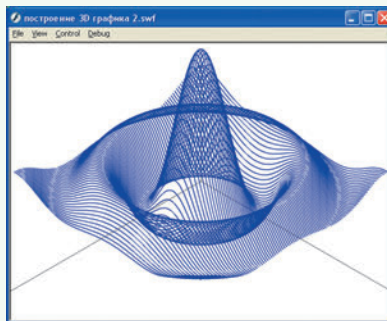 построение 3D графика 2.swf
File View Control Debug